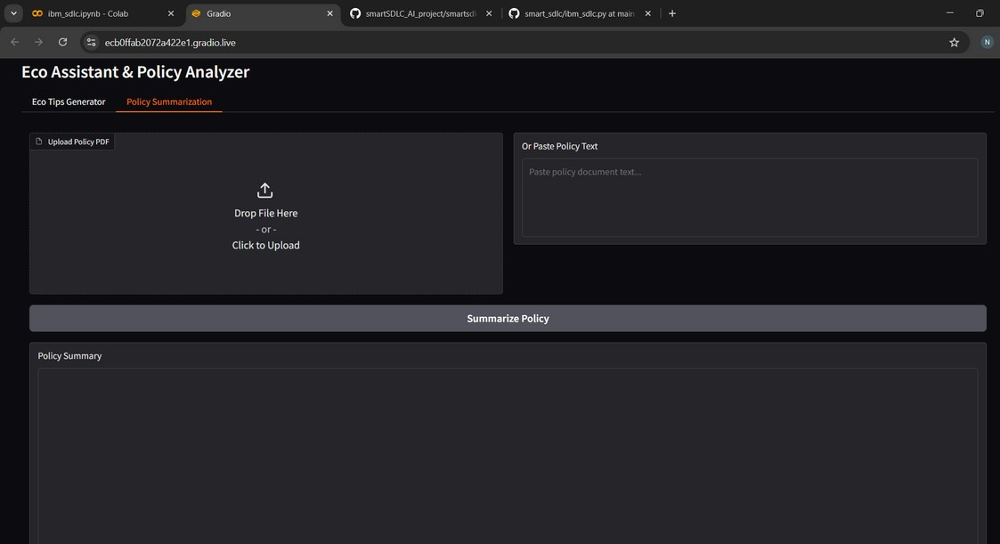 ibm_sdlc.ipynb - Colab
Gradio
smartSDLC_AI_project/smartsdl
smart_sdlc/ibm_sdlc.py at main
ecb0ffab2072a422e1.gradio.live
N
Eco Assistant & Policy Analyzer
Eco Tips Generator
Policy Summarization
Upload Policy PDF
Drop File Here
- or -
Click to Upload
Or Paste Policy Text
Paste policy document text...
Summarize Policy
Policy Summary